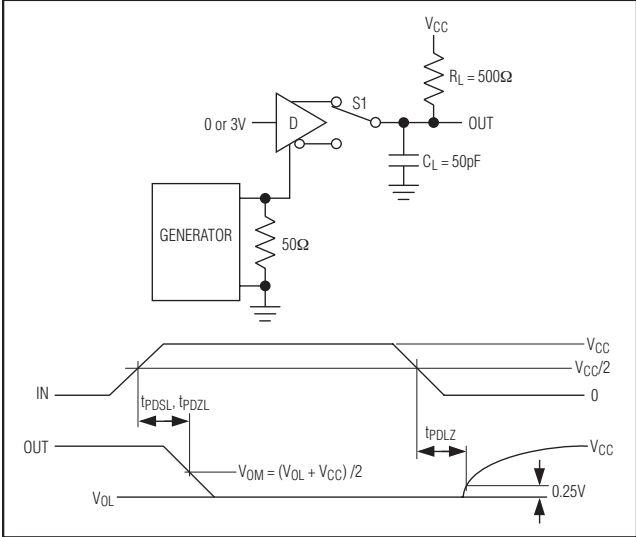 VCC
RL = 500Ω
S1
0 or 3V
D
OUT
CL = 50pF
GENERATOR
50Ω
VCC
VCC/2
IN
0
tPDSL, tPDZL
tPDLZ
OUT
VCC
VOM = (VOL + VCC) /2
0.25V
VOL